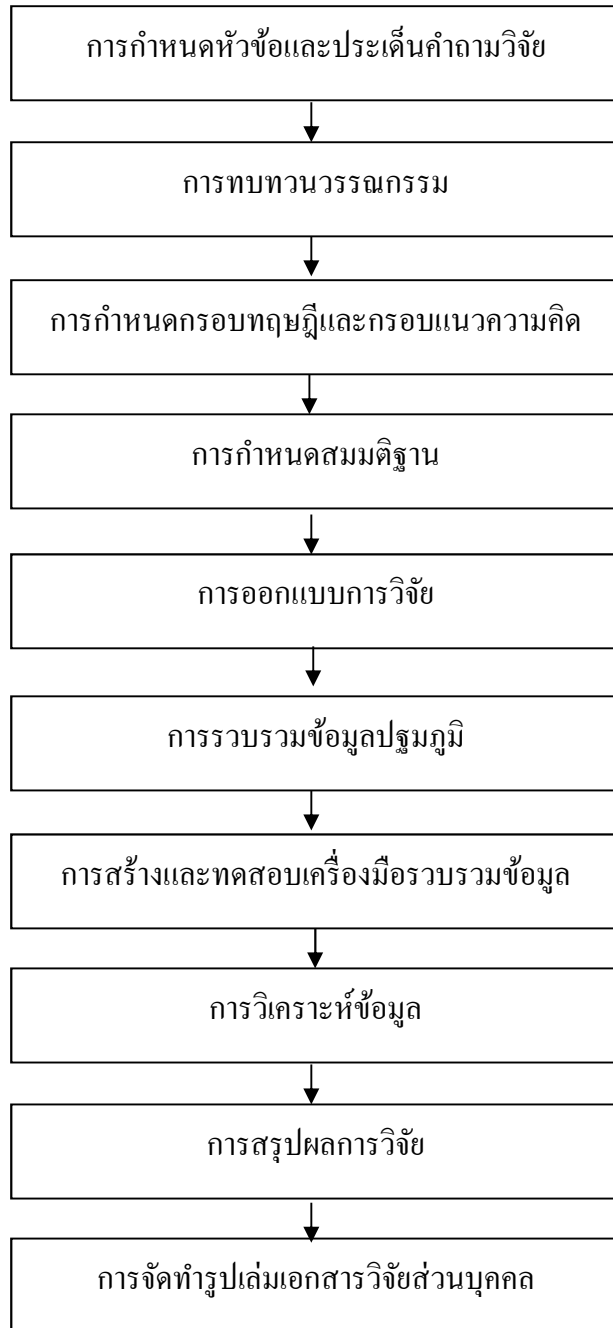 การกำหนดหัวข้อและประเด็นคำถามวิจัย
การทบทวนวรรณกรรม
การกำหนดกรอบทฤษฎีและกรอบแนวความคิด
การกำหนดสมมติฐาน
การออกแบบการวิจัย
การรวบรวมข้อมูลปฐมภูมิ
การสร้างและทดสอบเครื่องมือรวบรวมข้อมูล
การวิเคราะห์ข้อมูล
การสรุปผลการวิจัย
การจัดทำรูปเล่มเอกสารวิจัยส่วนบุคคล